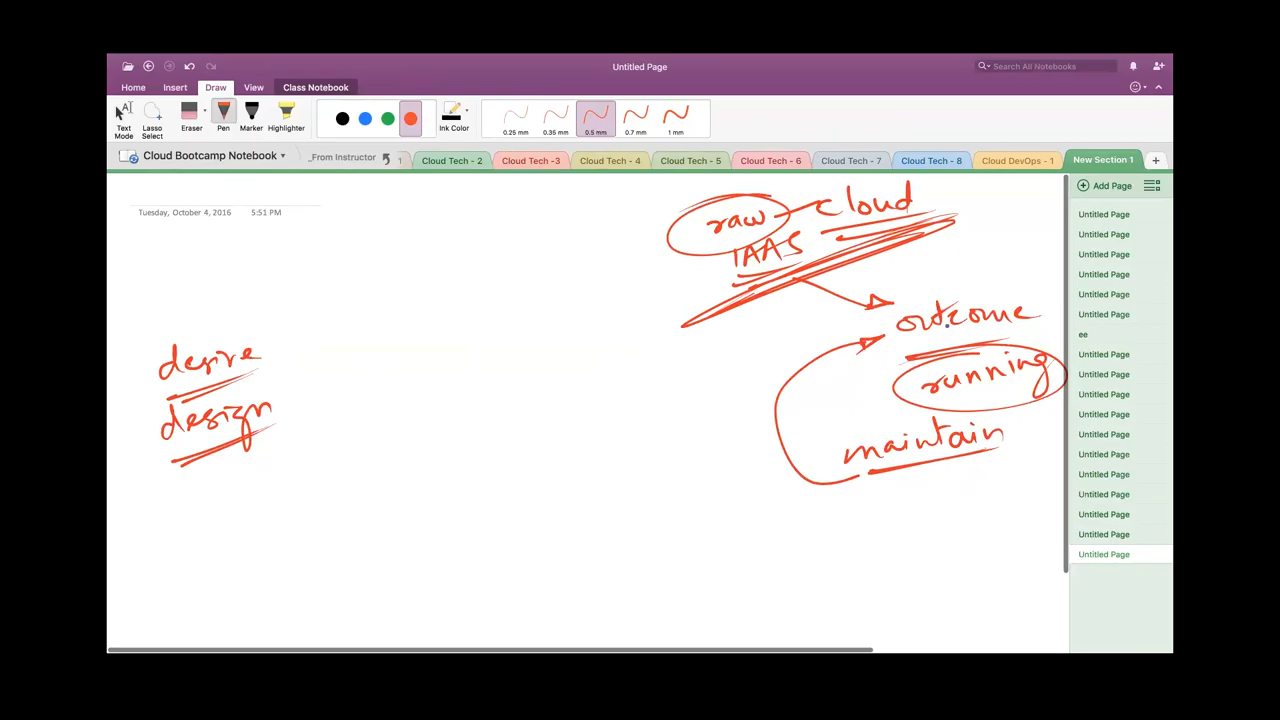 Untitled Page
Search All Notebooks
Home Insert Draw View Class Notebook
Text Mode
Lasso Select
Eraser
Pen
Marker
Highlighter
Ink Color
0.25 mm
0.35 mm
0.5 mm
0.7 mm
1 mm
Cloud Bootcamp Notebook
_From Instructor
1
Cloud Tech - 2
Cloud Tech -3
Cloud Tech - 4
Cloud Tech - 5
Cloud Tech - 6
Cloud Tech - 7
Cloud Tech - 8
Cloud DevOps - 1
New Section 1
Add Page
Tuesday, October 4, 2016 5:51 PM
raw cloud
IAAS
outcome
running
maintain
desire
design
Untitled Page
Untitled Page
Untitled Page
Untitled Page
Untitled Page
Untitled Page
ee
Untitled Page
Untitled Page
Untitled Page
Untitled Page
Untitled Page
Untitled Page
Untitled Page
Untitled Page
Untitled Page
Untitled Page
Untitled Page